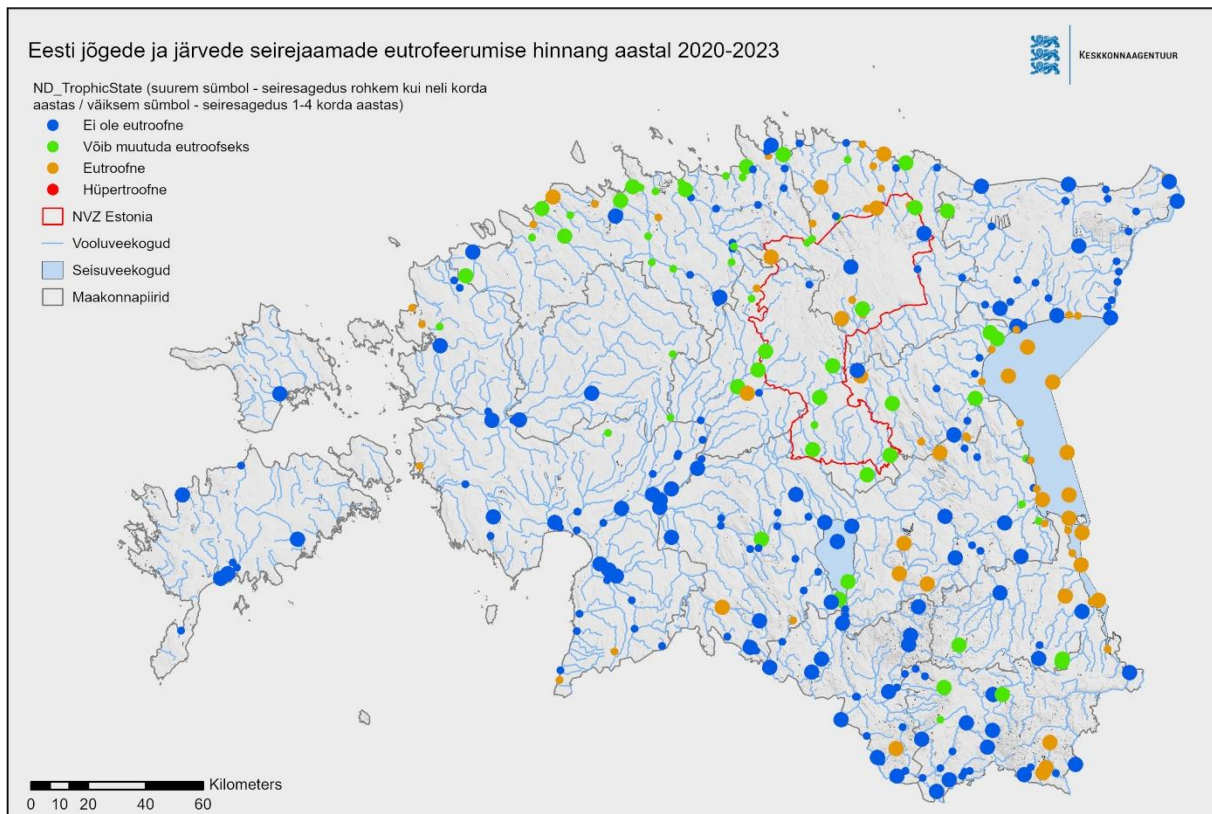 Eesti jõgede ja järvede seirejaamade eutrofeerumise hinnang aastal 2020-2023
KESKKONNAAGENTUUR
ND_TrophicState (suurem sümbol - seiresagedus rohkem kui neli korda
aastas / väiksem sümbol - seiresagedus 1-4 korda aastas)
Ei ole eutroofne
Võib muutuda eutroofseks
Eutroofne
Hüpertroofne
NVZ Estonia
Vooluveekogud
Seisuveekogud
Maakonnapiirid
Kilometers
0 10 20 40 60